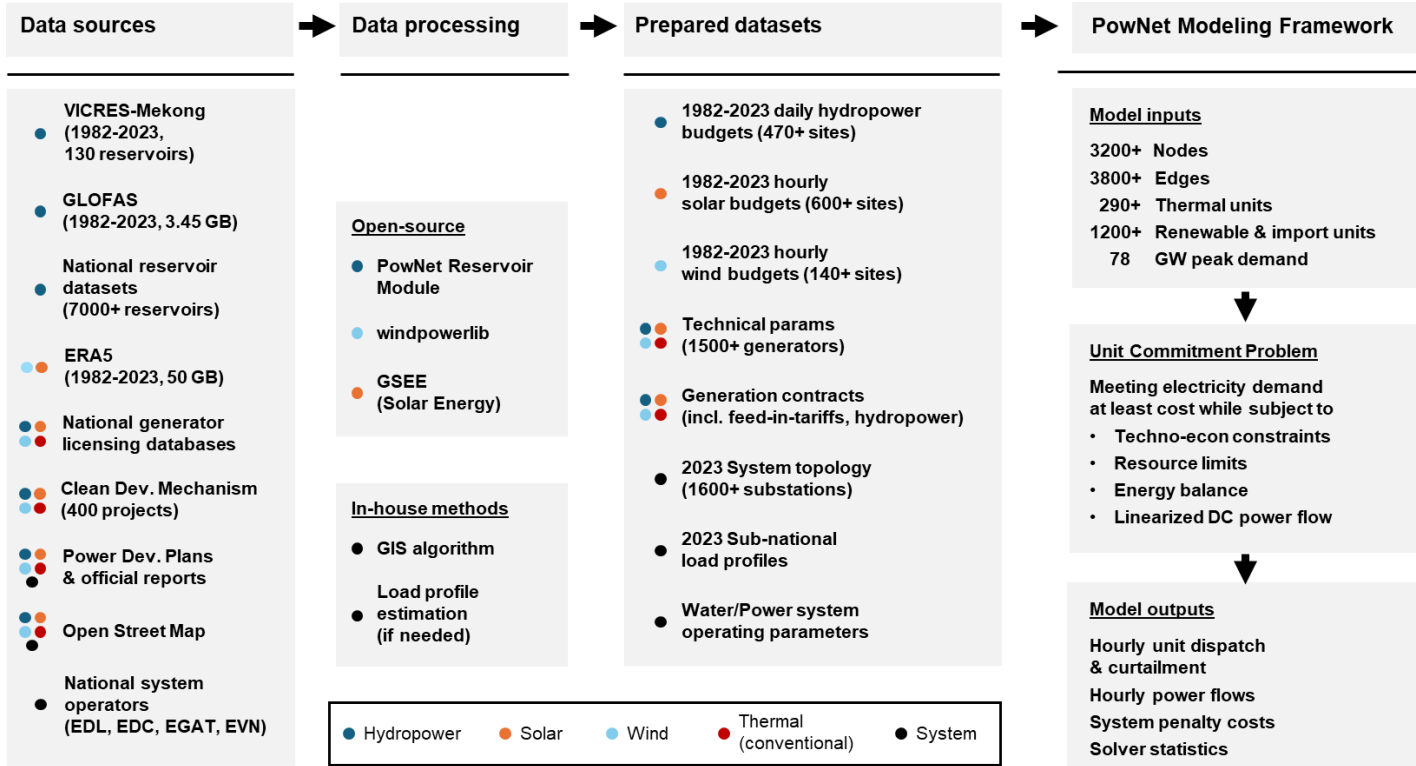 Data sources
Data processing
Prepared datasets
PowNet Modeling Framework
VICRES-Mekong
(1982-2023,
130 reservoirs)
GLOFAS
(1982-2023, 3.45 GB)
National reservoir
datasets
(7000+ reservoirs)
ERA5
(1982-2023, 50 GB)
National generator
licensing databases
Clean Dev. Mechanism
(400 projects)
Power Dev. Plans
& official reports
Open Street Map
National system
operators
(EDL, EDC, EGAT, EVN)
Open-source
PowNet Reservoir
Module
windpowerlib
GSEE
(Solar Energy)
In-house methods
GIS algorithm
Load profile
estimation
(if needed)
1982-2023 daily hydropower
budgets (470+ sites)
1982-2023 hourly
solar budgets (600+ sites)
1982-2023 hourly
wind budgets (140+ sites)
Technical params
(1500+ generators)
Generation contracts
(incl. feed-in-tariffs, hydropower)
2023 System topology
(1600+ substations)
2023 Sub-national
load profiles
Water/Power system
operating parameters
Model inputs
3200+ Nodes
3800+ Edges
290+ Thermal units
1200+ Renewable & import units
78 GW peak demand
Unit Commitment Problem
Meeting electricity demand
at least cost while subject to
• Techno-econ constraints
• Resource limits
• Energy balance
• Linearized DC power flow
Model outputs
Hourly unit dispatch
& curtailment
Hourly power flows
System penalty costs
Solver statistics
Hydropower
Solar
Wind
Thermal
(conventional)
System